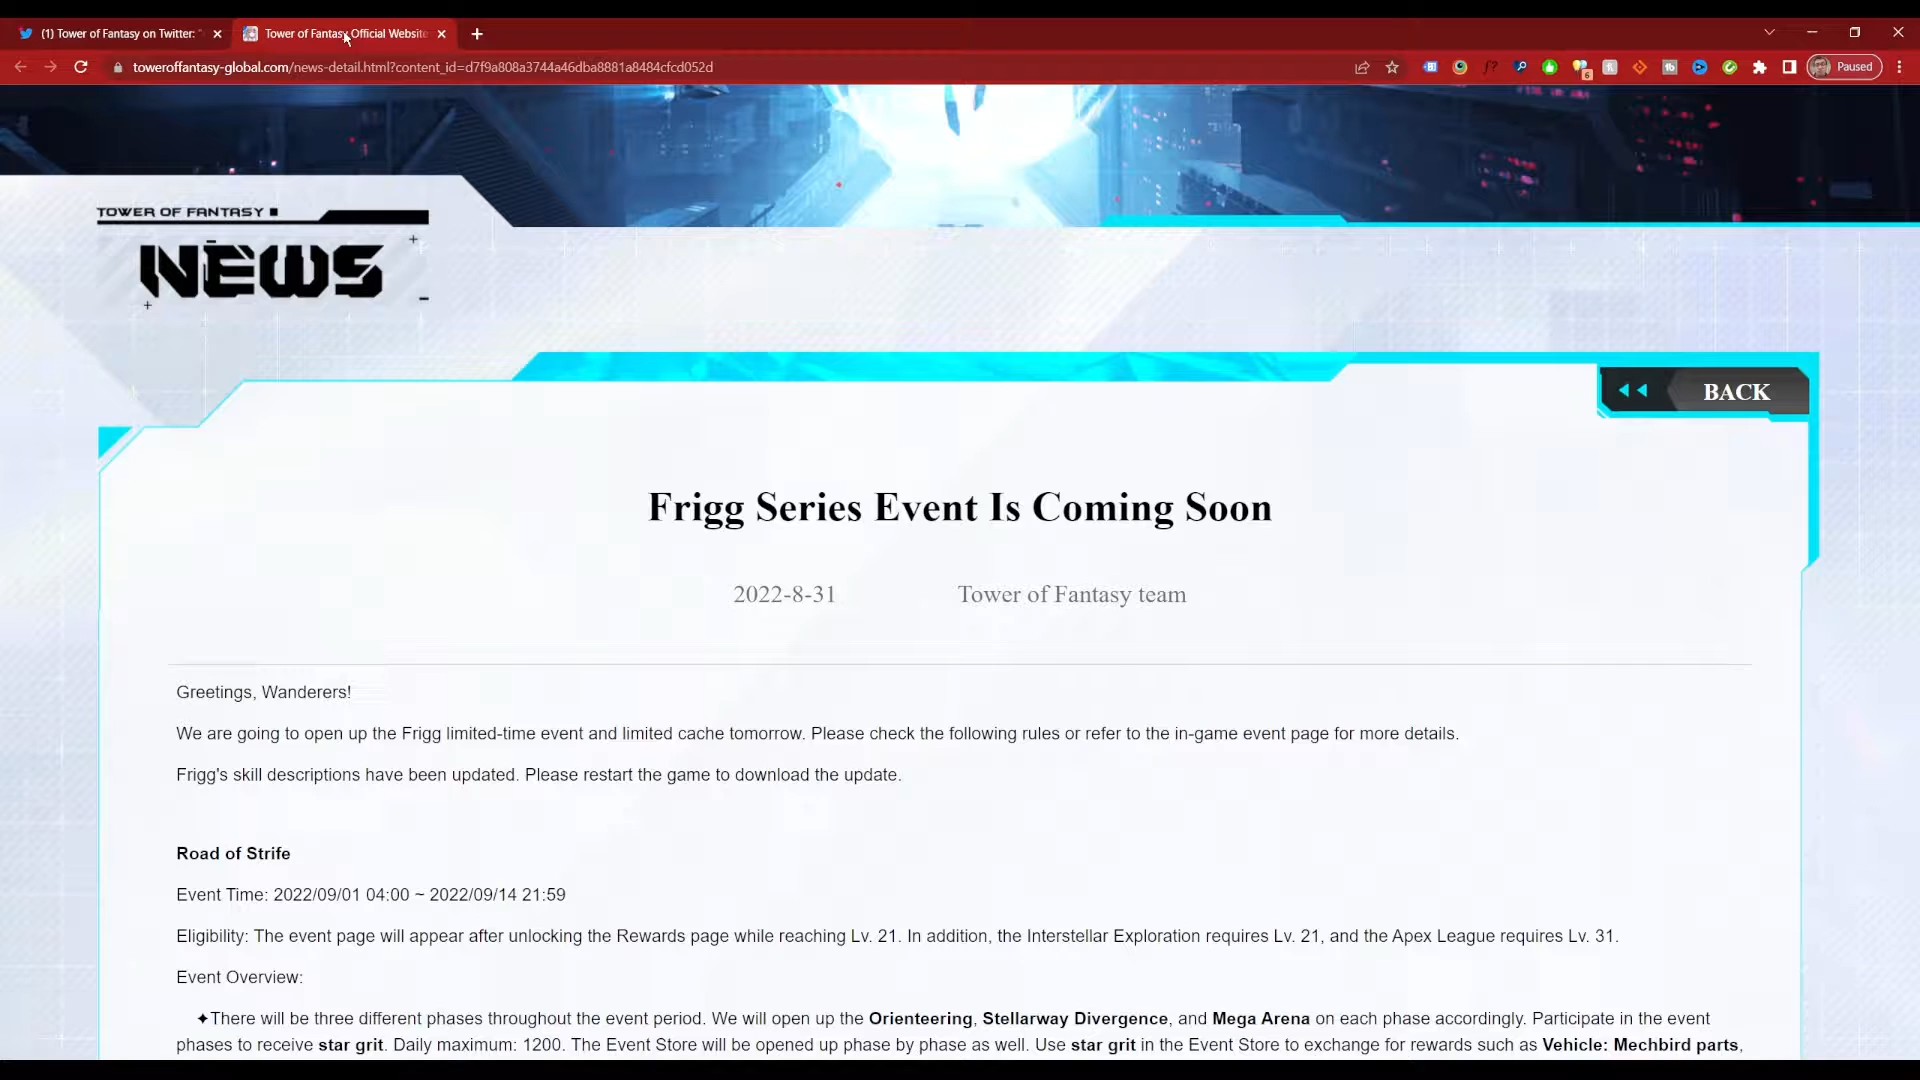 (1) Tower of Fantasy on Twitter: "
Tower of Fantasy Official Website
toweroffantasy-global.com/news-detail.html?content_id=d7f9a808a3744a46dba8881a8484cfcd052d
Paused
TOWER OF FANTASY
NEWS
BACK
Frigg Series Event Is Coming Soon
2022-8-31 Tower of Fantasy team
Greetings, Wanderers!
We are going to open up the Frigg limited-time event and limited cache tomorrow. Please check the following rules or refer to the in-game event page for more details.
Frigg's skill descriptions have been updated. Please restart the game to download the update.
Road of Strife
Event Time: 2022/09/01 04:00 ~ 2022/09/14 21:59
Eligibility: The event page will appear after unlocking the Rewards page while reaching Lv. 21. In addition, the Interstellar Exploration requires Lv. 21, and the Apex League requires Lv. 31.
Event Overview:
✦There will be three different phases throughout the event period. We will open up the Orienteering, Stellarway Divergence, and Mega Arena on each phase accordingly. Participate in the event
phases to receive star grit. Daily maximum: 1200. The Event Store will be opened up phase by phase as well. Use star grit in the Event Store to exchange for rewards such as Vehicle: Mechbird parts,